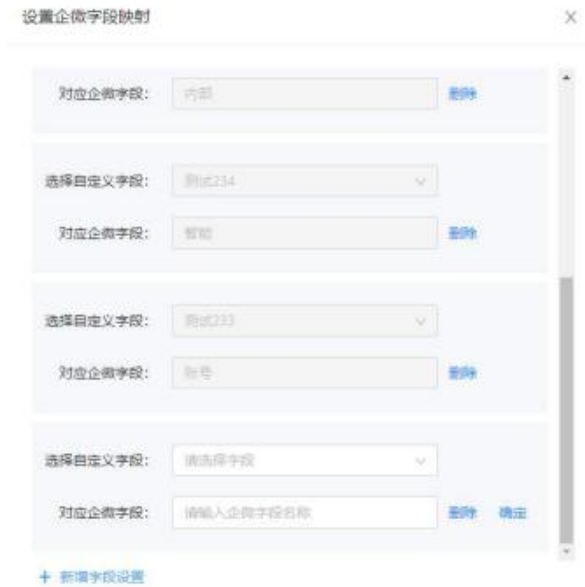 设置企微字段映射
对应企微字段： 内部 删除
选择自定义字段： 测试234
对应企微字段： 智能 删除
选择自定义字段： 测试233
对应企微字段： 账号 删除
选择自定义字段： 请选择字段
对应企微字段： 请输入企微字段名称 删除 确定
+ 新增字段设置